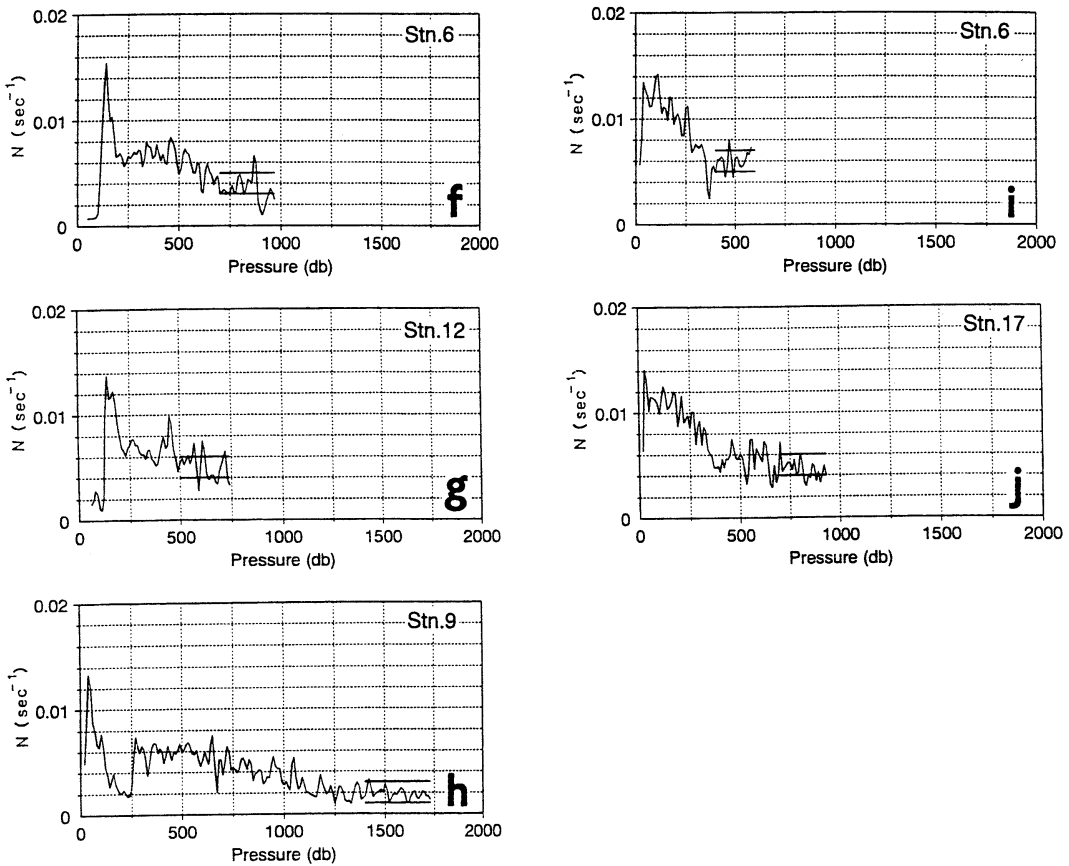 0.02
Stn.6
N ( sec⁻¹)
0.01
f
0
0
500
1000
1500
2000
Pressure (db)
0.02
Stn.6
N ( sec⁻¹)
0.01
i
0
0
500
1000
1500
2000
Pressure (db)
0.02
Stn.12
N ( sec⁻¹)
0.01
g
0
0
500
1000
1500
2000
Pressure (db)
0.02
Stn.17
N ( sec⁻¹)
0.01
j
0
0
500
1000
1500
2000
Pressure (db)
0.02
Stn.9
N ( sec⁻¹)
0.01
h
0
0
500
1000
1500
2000
Pressure (db)